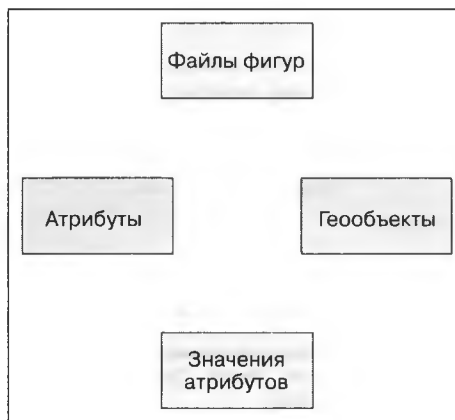 Файлы фигур
Атрибуты
Геообъекты
Значения
атрибутов